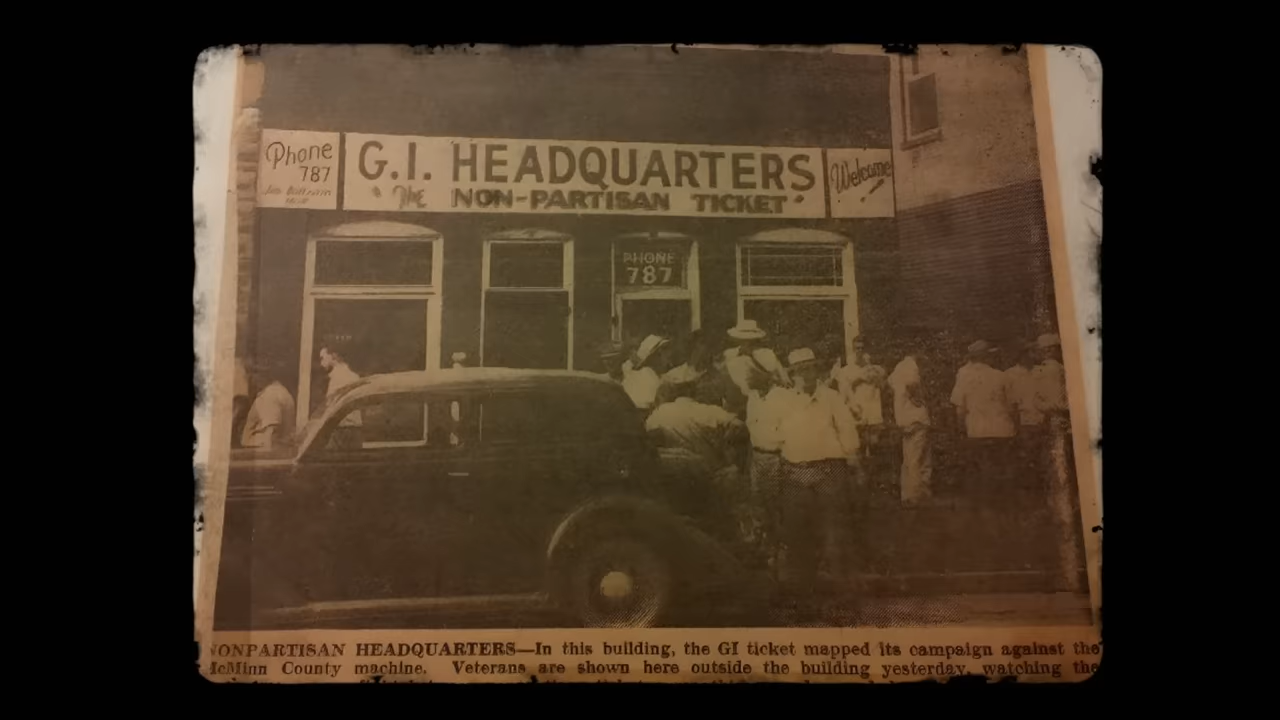 Phone
787
G.I. HEADQUARTERS
The NON-PARTISAN TICKET
Welcome
PHONE
787
NONPARTISAN HEADQUARTERS—In this building, the GI ticket mapped its campaign against the
McMinn County machine. Veterans are shown here outside the building yesterday, watching the